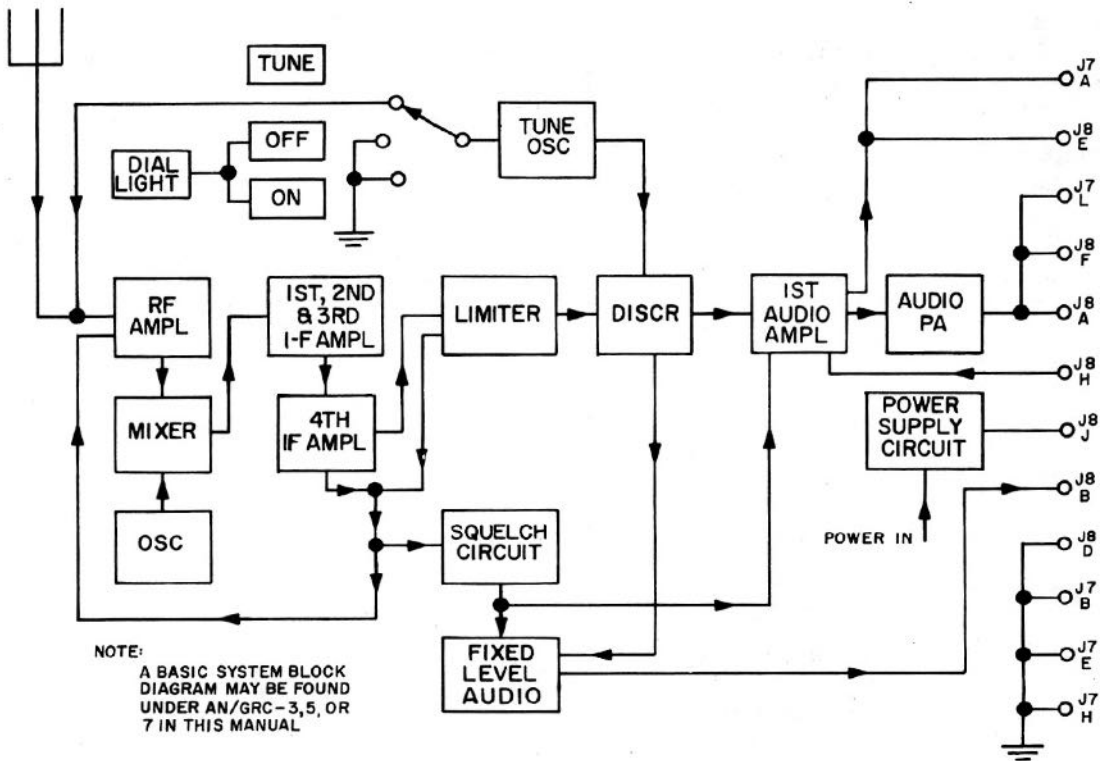 TUNE
J7
A
TUNE
OSC
J8
E
OFF
DIAL
LIGHT
ON
J7
L
J8
F
RF
AMPL
1ST, 2ND
& 3RD
I-F AMPL
LIMITER
DISCR
1ST
AUDIO
AMPL
AUDIO
PA
J8
A
J8
H
MIXER
4TH
IF AMPL
POWER
SUPPLY
CIRCUIT
J8
J
J8
B
OSC
SQUELCH
CIRCUIT
POWER IN
J8
D
J7
B
NOTE:
A BASIC SYSTEM BLOCK
DIAGRAM MAY BE FOUND
UNDER AN/GRC-3,5, OR
7 IN THIS MANUAL
FIXED
LEVEL
AUDIO
J7
E
J7
H